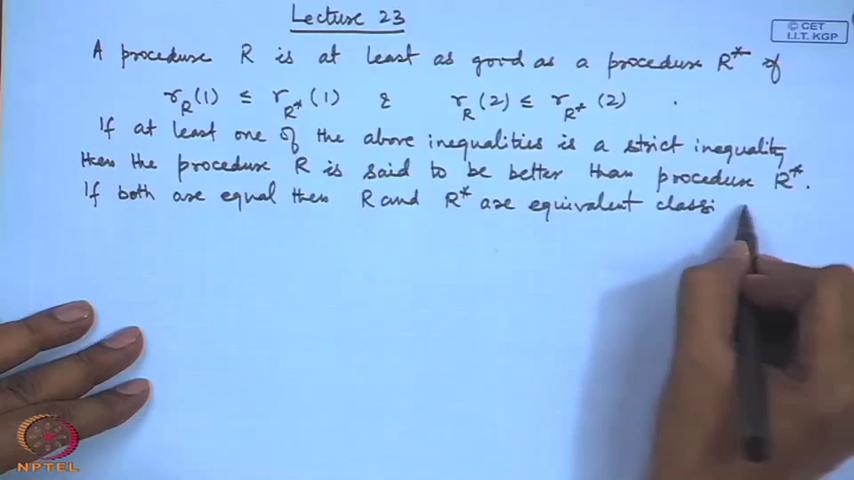 Lecture 23
© CET
I.I.T. KGP
A procedure R is at least as good as a procedure R* if
r_R(1) ≤ r_R*(1) & r_R(2) ≤ r_R*(2) .
If at least one of the above inequalities is a strict inequality
then the procedure R is said to be better than procedure R*.
If both are equal then R and R* are equivalent classi
NPTEL